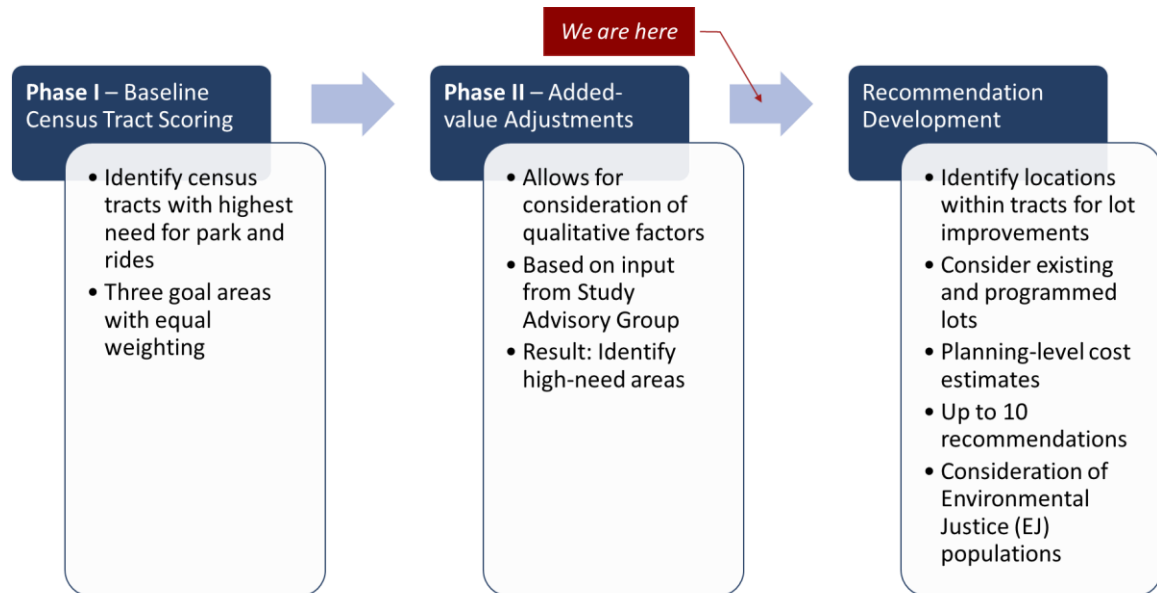 We are here
Phase I – Baseline
Census Tract Scoring
• Identify census
tracts with highest
need for park and
rides
• Three goal areas
with equal
weighting
Phase II – Added-
value Adjustments
• Allows for
consideration of
qualitative factors
• Based on input
from Study
Advisory Group
• Result: Identify
high-need areas
Recommendation
Development
• Identify locations
within tracts for lot
improvements
• Consider existing
and programmed
lots
• Planning-level cost
estimates
• Up to 10
recommendations
• Consideration of
Environmental
Justice (EJ)
populations